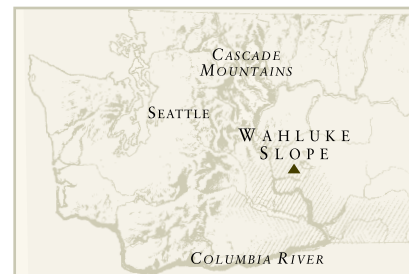 CASCADE
MOUNTAINS
SEATTLE
WAHLUKE
SLOPE
COLUMBIA RIVER